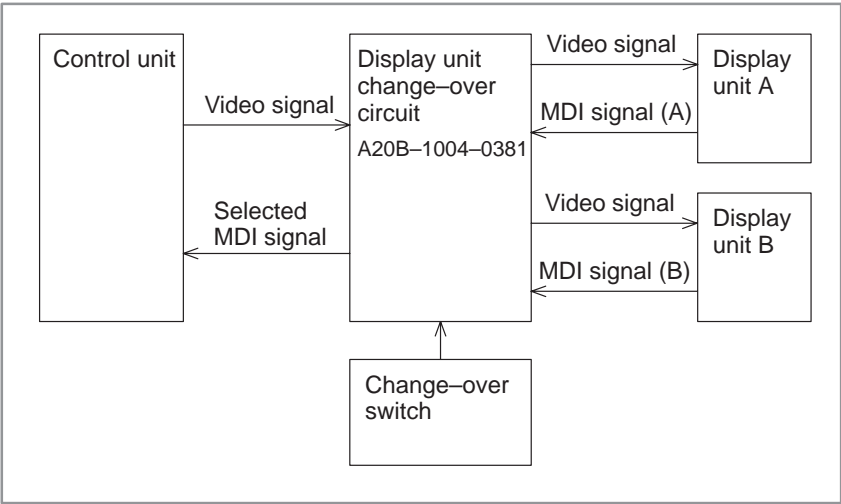 Control unit
Video signal
Selected
MDI signal
Display unit
change–over
circuit
A20B–1004–0381
Video signal
MDI signal (A)
Video signal
MDI signal (B)
Display
unit A
Display
unit B
Change–over
switch